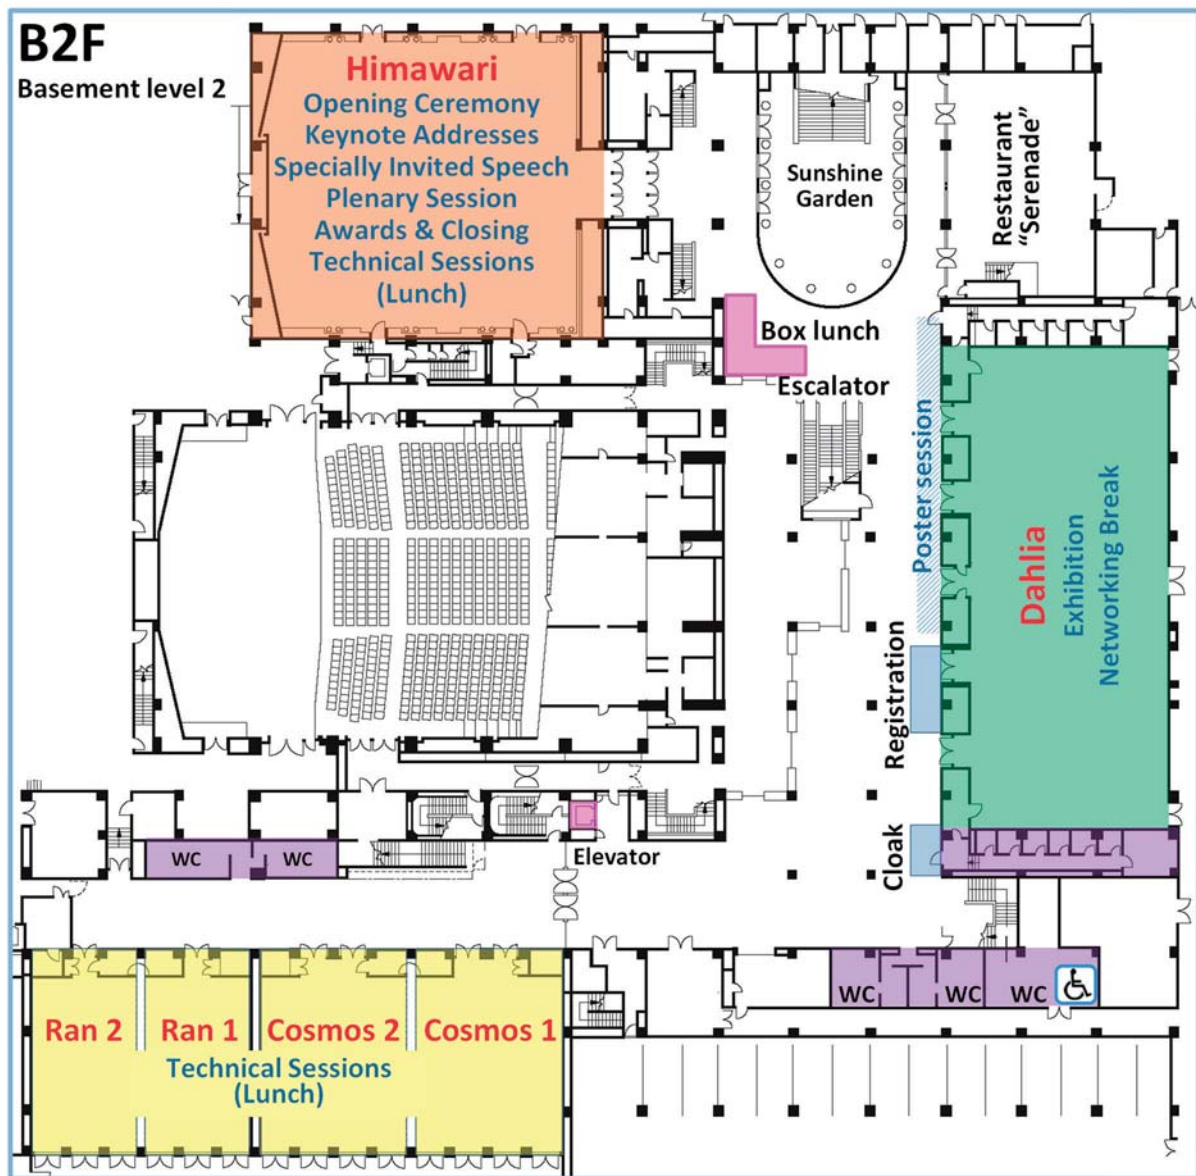 B2F
Basement level 2
Himawari
Opening Ceremony
Keynote Addresses
Specially Invited Speech
Plenary Session
Awards & Closing
Technical Sessions
(Lunch)
Sunshine
Garden
Restaurant
“Serenade”
Box lunch
Escalator
Poster session
Dahlia
Exhibition
Networking Break
Registration
Cloak
WC
WC
Elevator
WC
WC
WC
Ran 2
Ran 1
Cosmos 2
Cosmos 1
Technical Sessions
(Lunch)